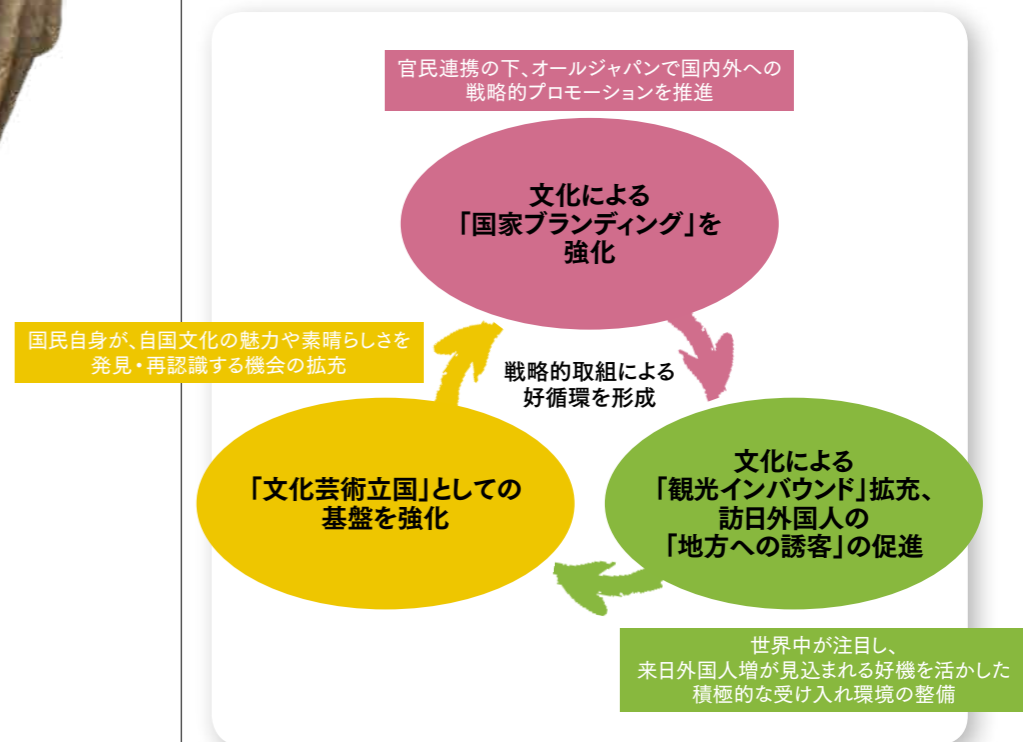 官民連携の下、オールジャパンで国内外への
戦略的プロモーションを推進
文化による
「国家ブランディング」を
強化
国民自身が、自国文化の魅力や素晴らしさを
発見・再認識する機会の拡充
戦略的取組による
好循環を形成
「文化芸術立国」としての
基盤を強化
文化による
「観光インバウンド」拡充、
訪日外国人の
「地方への誘客」の促進
世界中が注目し、
来日外国人増が見込まれる好機を活かした
積極的な受け入れ環境の整備